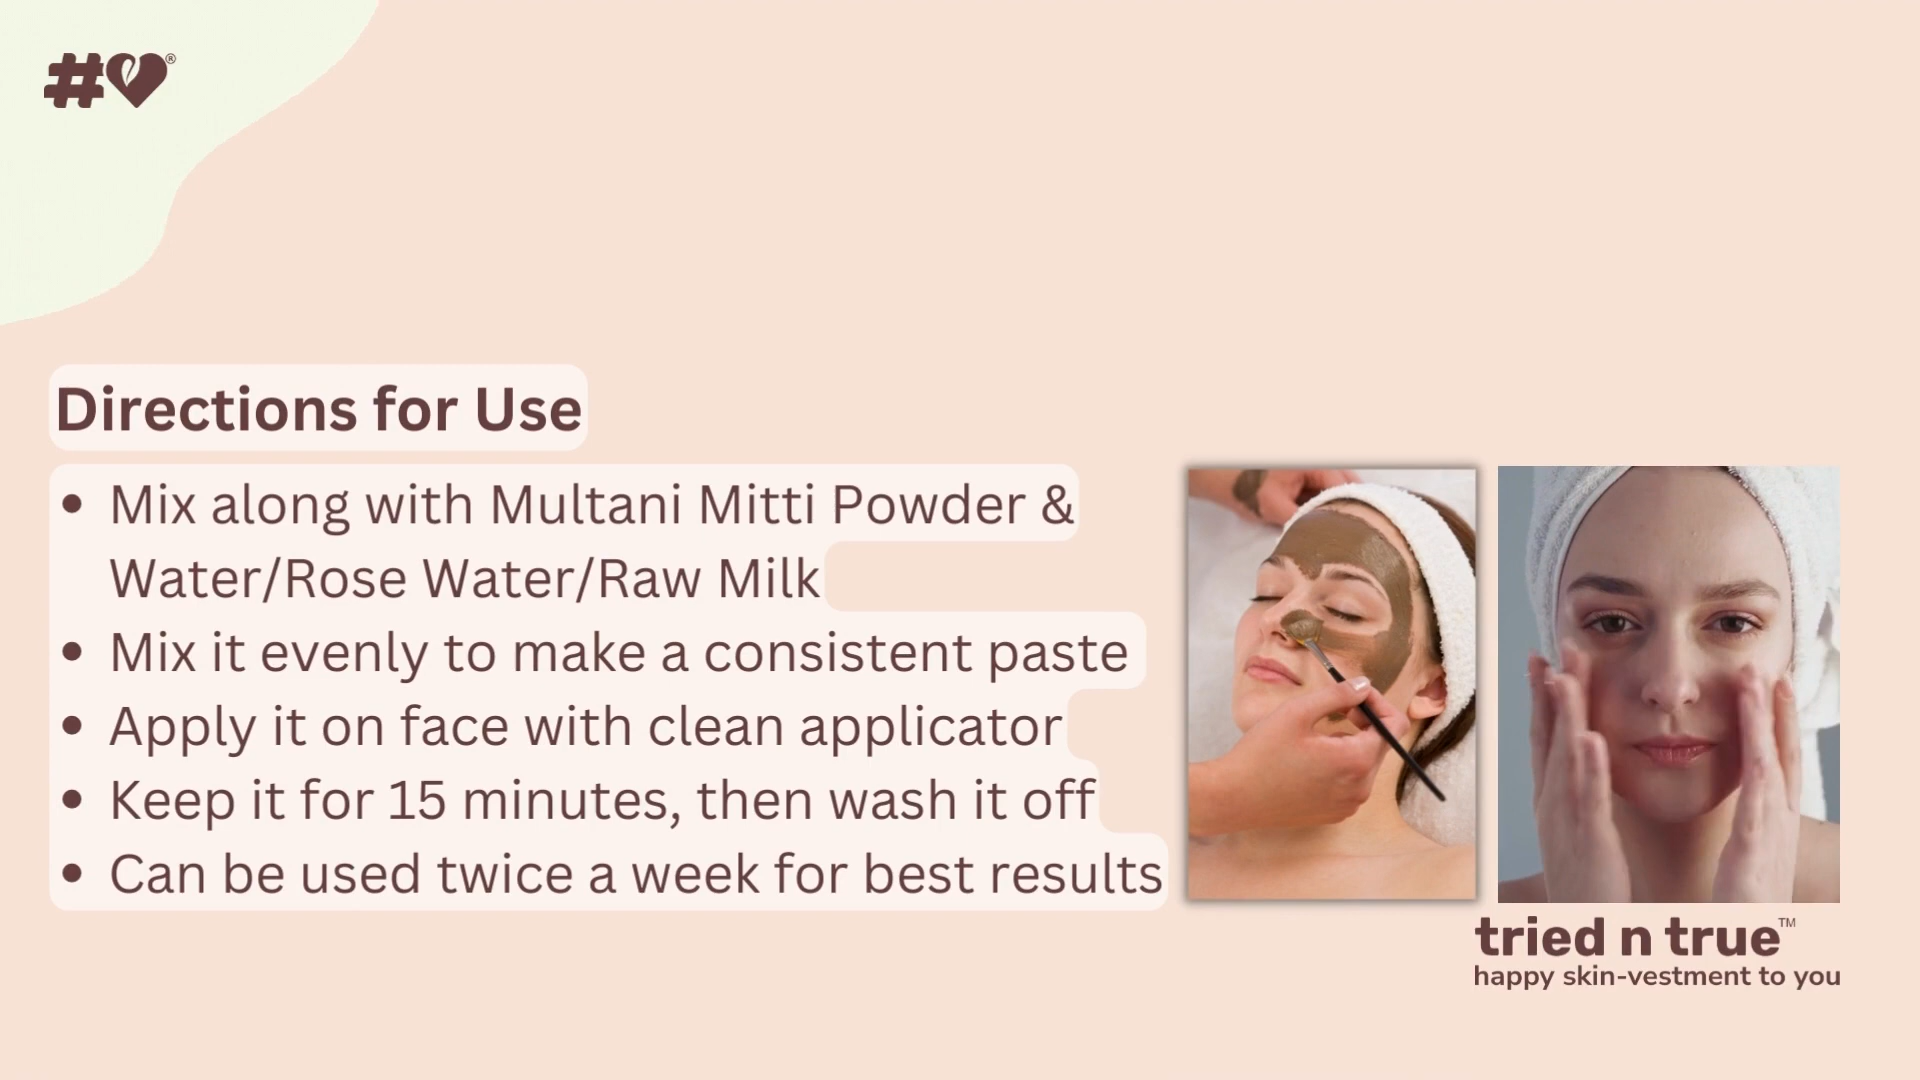 #
®
Directions for Use
• Mix along with Multani Mitti Powder &
Water/Rose Water/Raw Milk
• Mix it evenly to make a consistent paste
• Apply it on face with clean applicator
• Keep it for 15 minutes, then wash it off
• Can be used twice a week for best results
tried n true™
happy skin-vestment to you